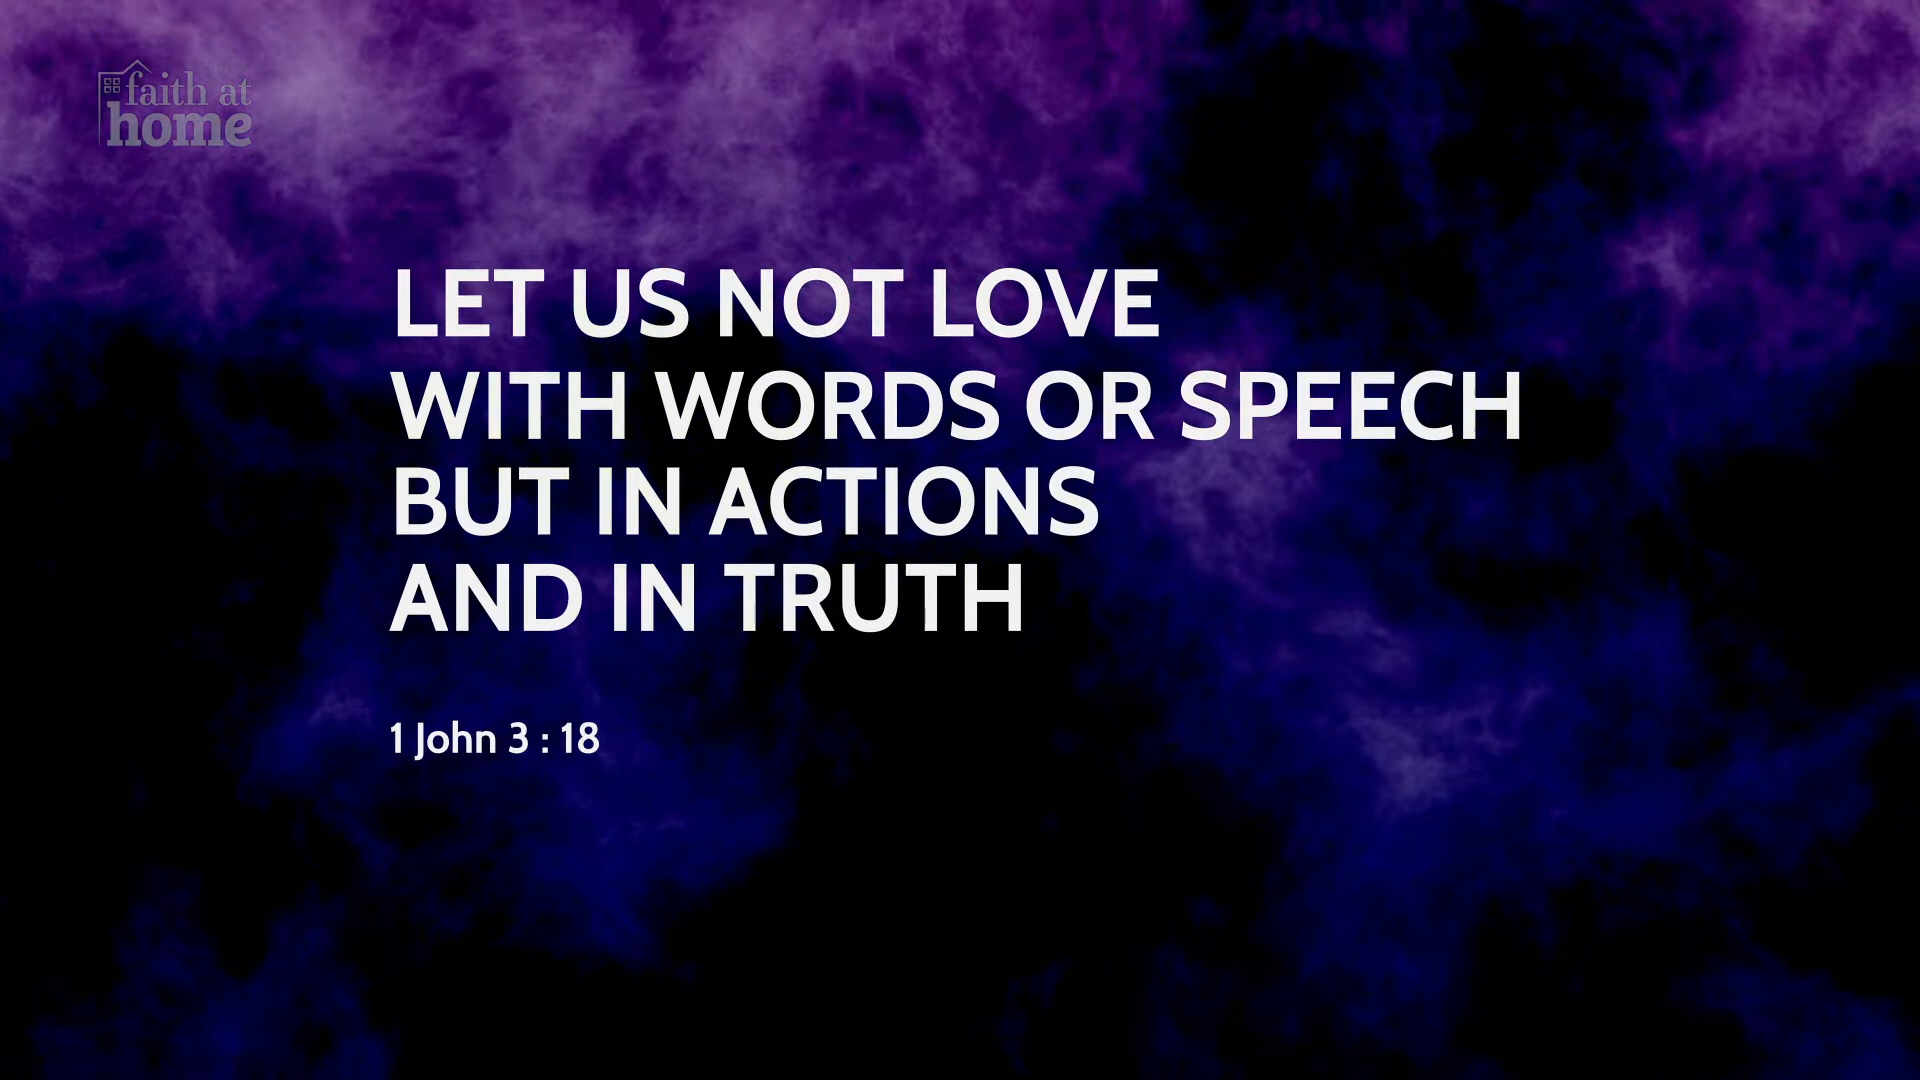 faith at
home
LET US NOT LOVE
WITH WORDS OR SPEECH
BUT IN ACTIONS
AND IN TRUTH
1 John 3 : 18